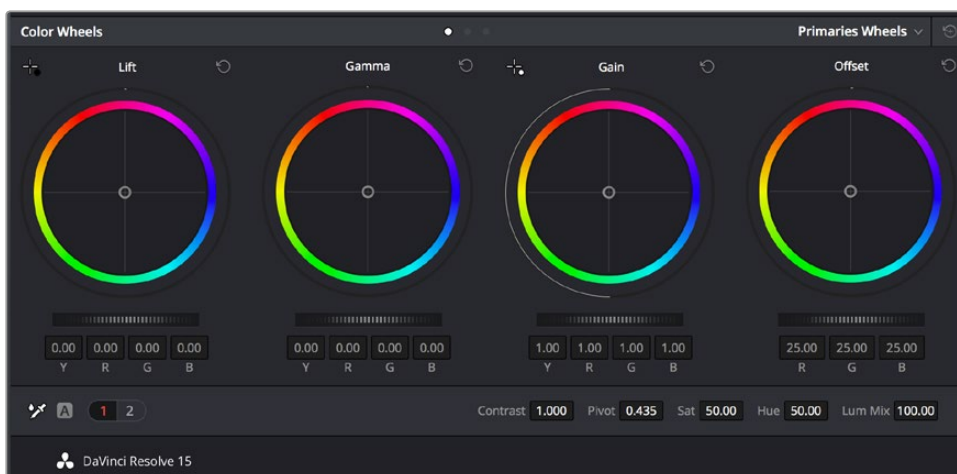 Color Wheels Primaries Wheels
Lift Gamma Gain Offset
0.00 0.00 0.00 0.00 0.00 0.00 0.00 0.00 1.00 1.00 1.00 1.00 25.00 25.00 25.00
Y R G B Y R G B Y R G B R G B
A 1 2 Contrast 1.000 Pivot 0.435 Sat 50.00 Hue 50.00 Lum Mix 100.00
DaVinci Resolve 15